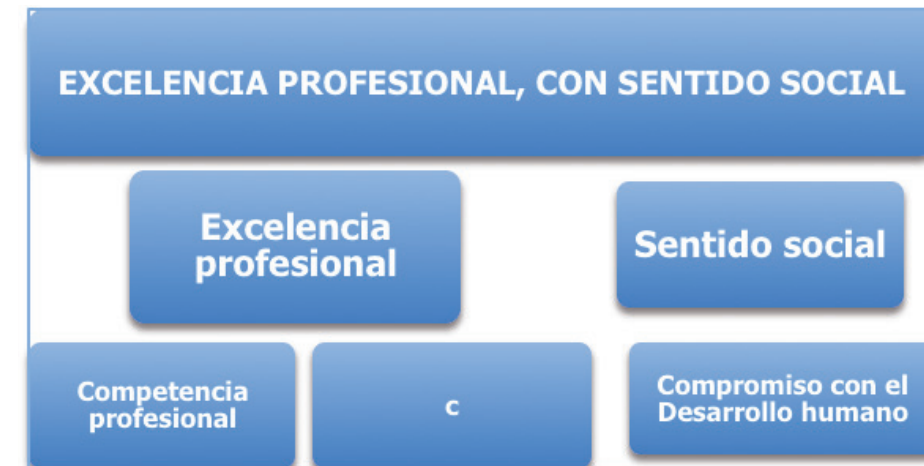 EXCELENCIA PROFESIONAL, CON SENTIDO SOCIAL
Excelencia
profesional
Sentido social
Competencia
profesional
c
Compromiso con el
Desarrollo humano